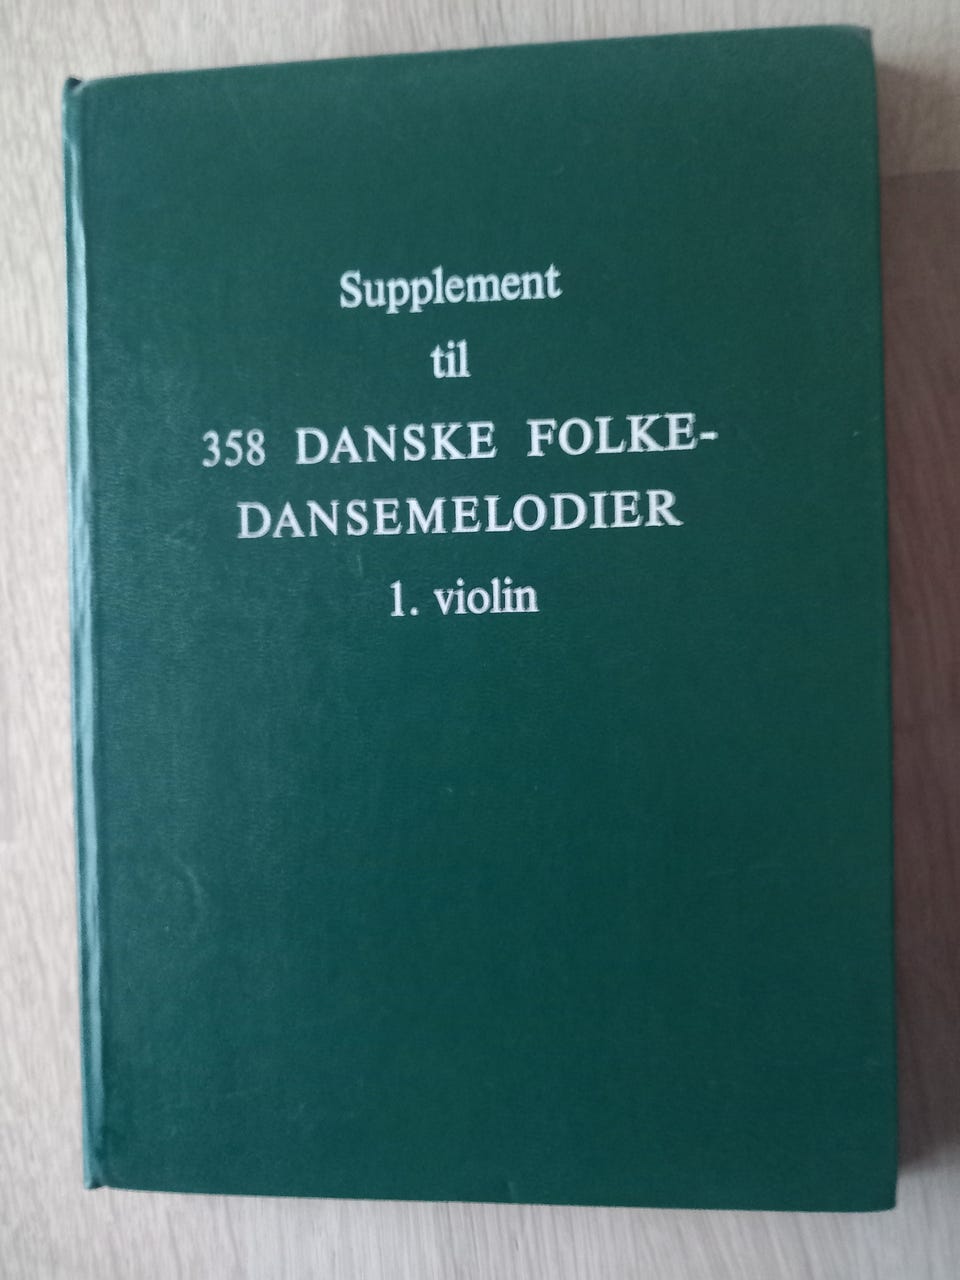 Supplement
til
358 DANSKE FOLKE-
DANSEMELODIER
1. violin